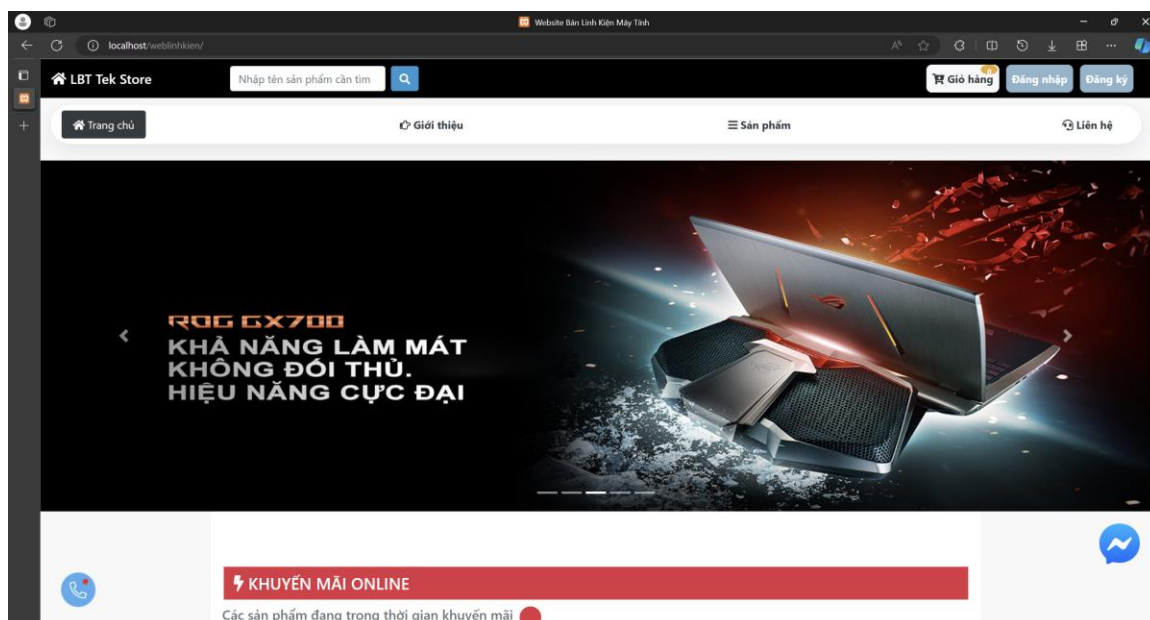 Website Bán Linh Kiện Máy Tính
localhost/weblinhkien/
LBT Tek Store
Nhập tên sản phẩm cần tìm
Giỏ hàng
0
Đăng nhập
Đăng ký
Trang chủ
Giới thiệu
Sản phẩm
Liên hệ
ROG GX700
KHẢ NĂNG LÀM MÁT
KHÔNG ĐỐI THỦ.
HIỆU NĂNG CỰC ĐẠI
KHUYẾN MÃI ONLINE
Các sản phẩm đang trong thời gian khuyến mãi